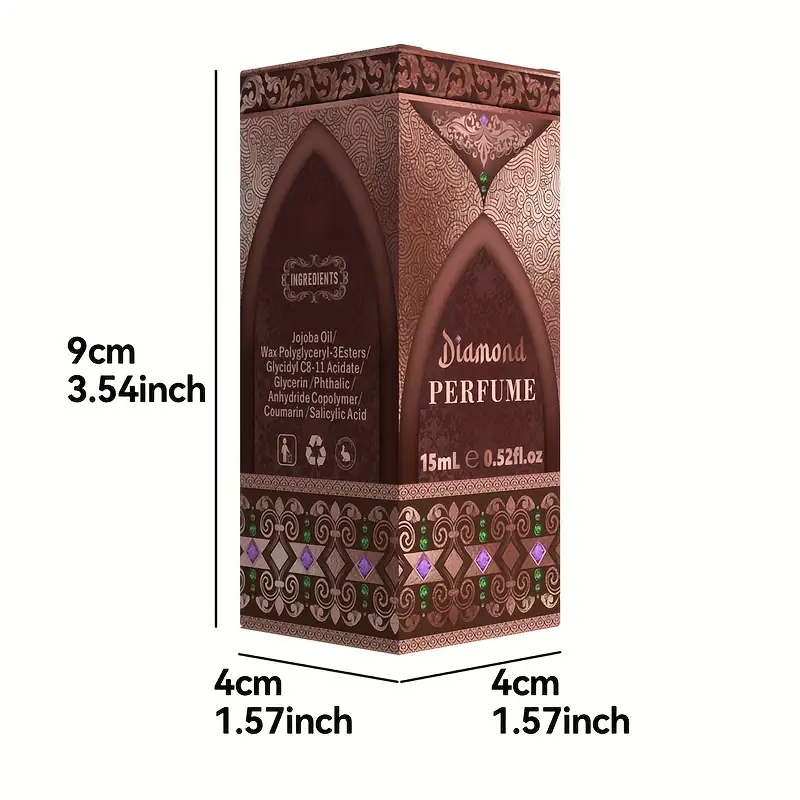 INGREDIENTS
Jojoba Oil/
Wax Polyglyceryl-3Esters/
Glycidyl C8-11 Acidate/
Glycerin /Phthalic/
Anhydride Copolymer/
Coumarin /Salicylic Acid
Diamond
PERFUME
15mL e 0.52fl.oz
9cm
3.54inch
4cm
1.57inch
4cm
1.57inch